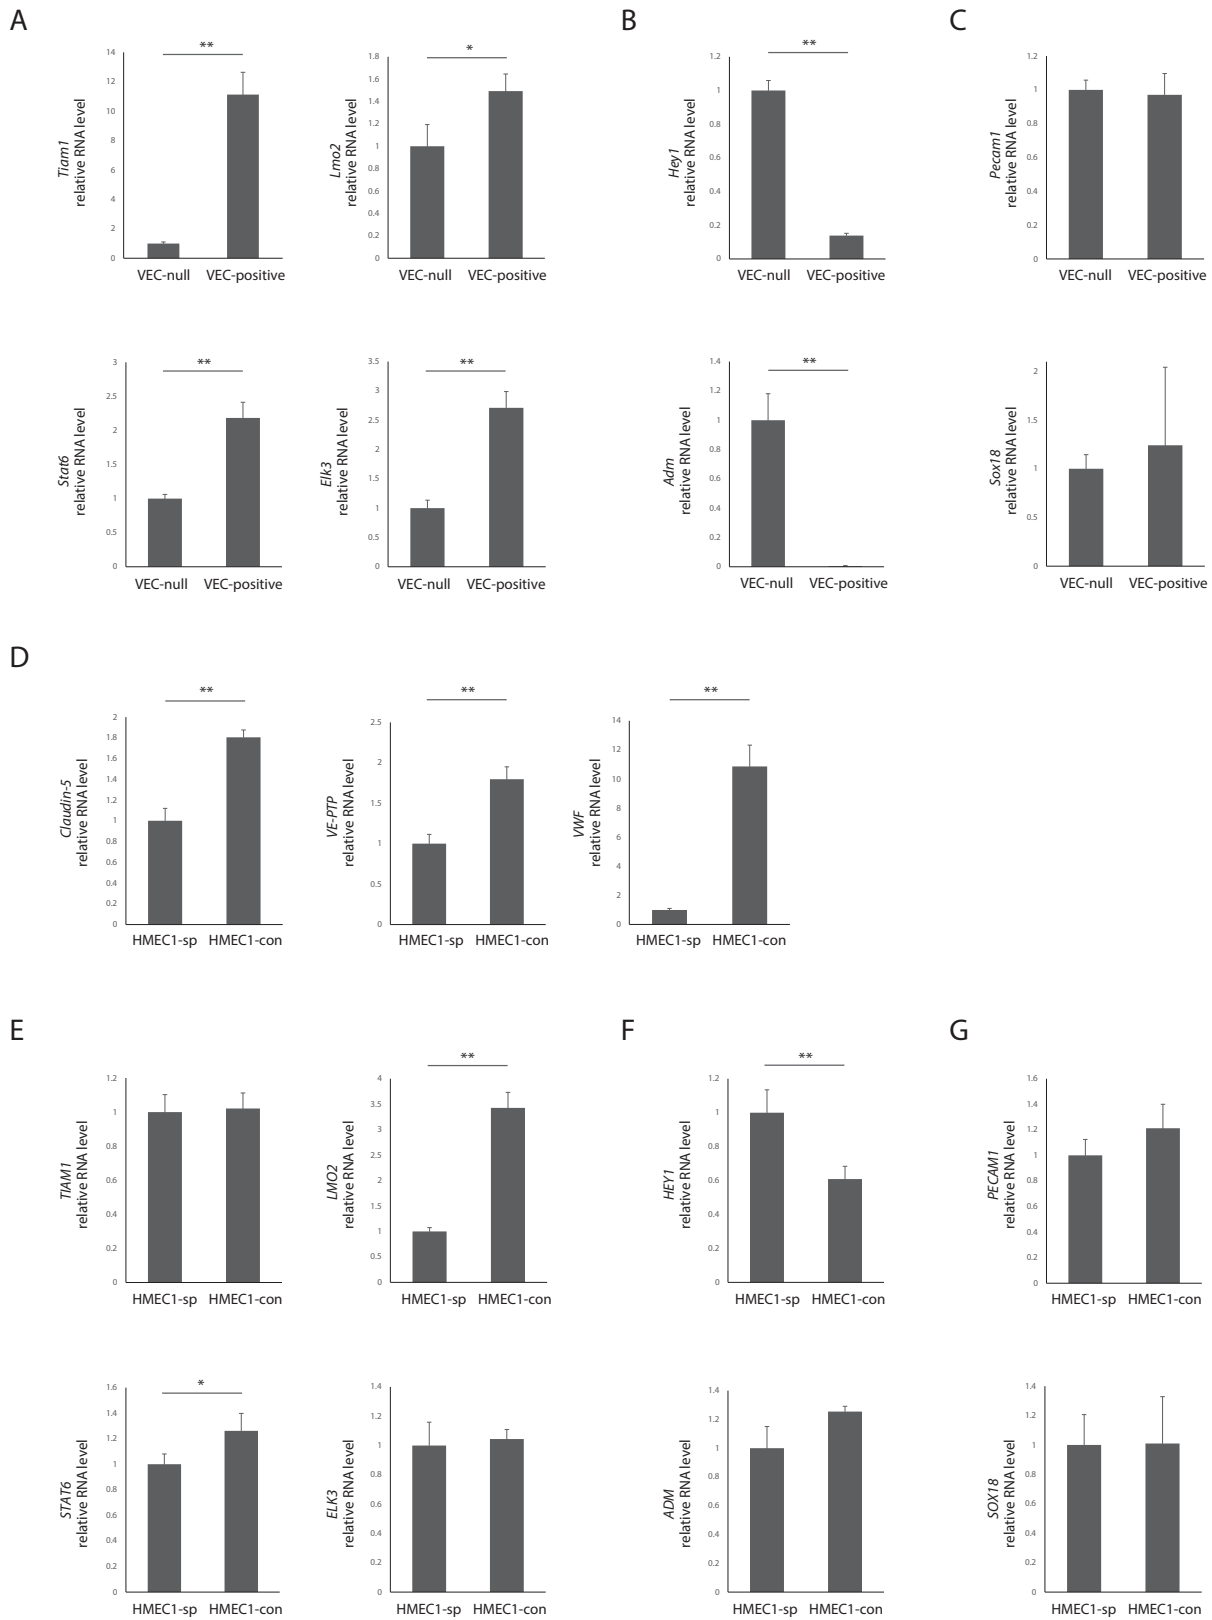 A
B
C
Tiam1
relative RNA level
14
12
10
8
6
4
2
0
**
VEC-null VEC-positive
Lmo2
relative RNA level
1.8
1.6
1.4
1.2
1
0.8
0.6
0.4
0.2
0
*
VEC-null VEC-positive
Hey1
relative RNA level
1.2
1
0.8
0.6
0.4
0.2
0
**
VEC-null VEC-positive
Pecam1
relative RNA level
1.2
1
0.8
0.6
0.4
0.2
0
VEC-null VEC-positive
Stat6
relative RNA level
3
2.5
2
1.5
1
0.5
0
**
VEC-null VEC-positive
Elk3
relative RNA level
3.5
3
2.5
2
1.5
1
0.5
0
**
VEC-null VEC-positive
Adm
relative RNA level
1.4
1.2
1
0.8
0.6
0.4
0.2
0
**
VEC-null VEC-positive
Sox18
relative RNA level
2
1.5
1
0.5
0
VEC-null VEC-positive
D
Claudin-5
relative RNA level
2
1.8
1.6
1.4
1.2
1
0.8
0.6
0.4
0.2
0
**
HMEC1-sp HMEC1-con
VE-PTP
relative RNA level
2.5
2
1.5
1
0.5
0
**
HMEC1-sp HMEC1-con
VWF
relative RNA level
14
12
10
8
6
4
2
0
**
HMEC1-sp HMEC1-con
E
F
G
TIAM1
relative RNA level
1.2
1
0.8
0.6
0.4
0.2
0
HMEC1-sp HMEC1-con
LMO2
relative RNA level
4
3.5
3
2.5
2
1.5
1
0.5
0
**
HMEC1-sp HMEC1-con
HEY1
relative RNA level
1.2
1
0.8
0.6
0.4
0.2
0
**
HMEC1-sp HMEC1-con
PECAM1
relative RNA level
1.6
1.4
1.2
1
0.8
0.6
0.4
0.2
0
HMEC1-sp HMEC1-con
STAT6
relative RNA level
1.6
1.4
1.2
1
0.8
0.6
0.4
0.2
0
*
HMEC1-sp HMEC1-con
ELK3
relative RNA level
1.4
1.2
1
0.8
0.6
0.4
0.2
0
HMEC1-sp HMEC1-con
ADM
relative RNA level
1.4
1.2
1
0.8
0.6
0.4
0.2
0
HMEC1-sp HMEC1-con
SOX18
relative RNA level
1.4
1.2
1
0.8
0.6
0.4
0.2
0
HMEC1-sp HMEC1-con